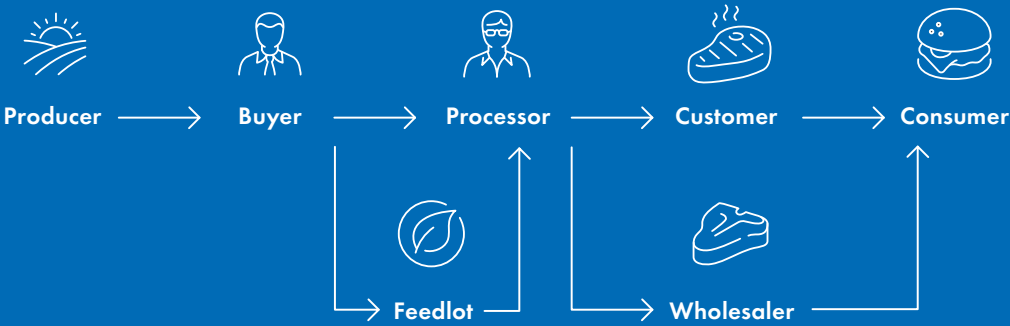 Producer
Buyer
Processor
Customer
Consumer
Feedlot
Wholesaler